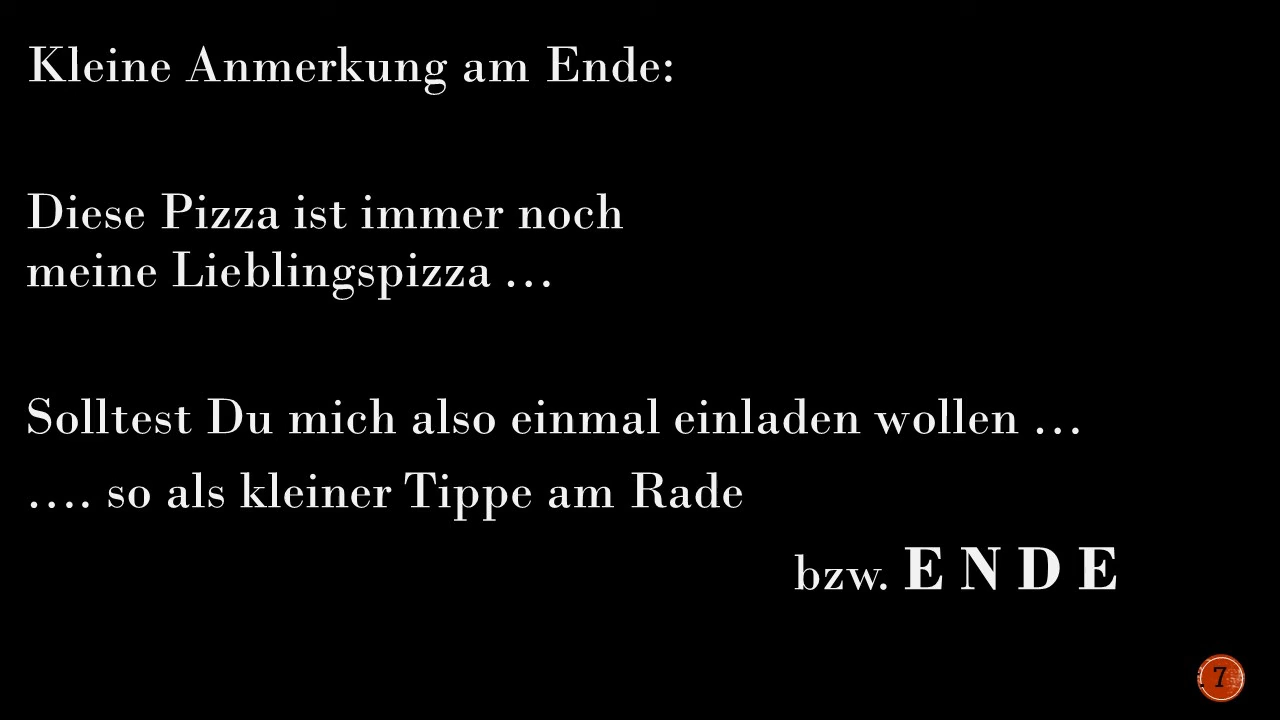 Kleine Anmerkung am Ende:
Diese Pizza ist immer noch
meine Lieblingspizza …
Solltest Du mich also einmal einladen wollen …
…. so als kleiner Tippe am Rade
bzw. E N D E
7